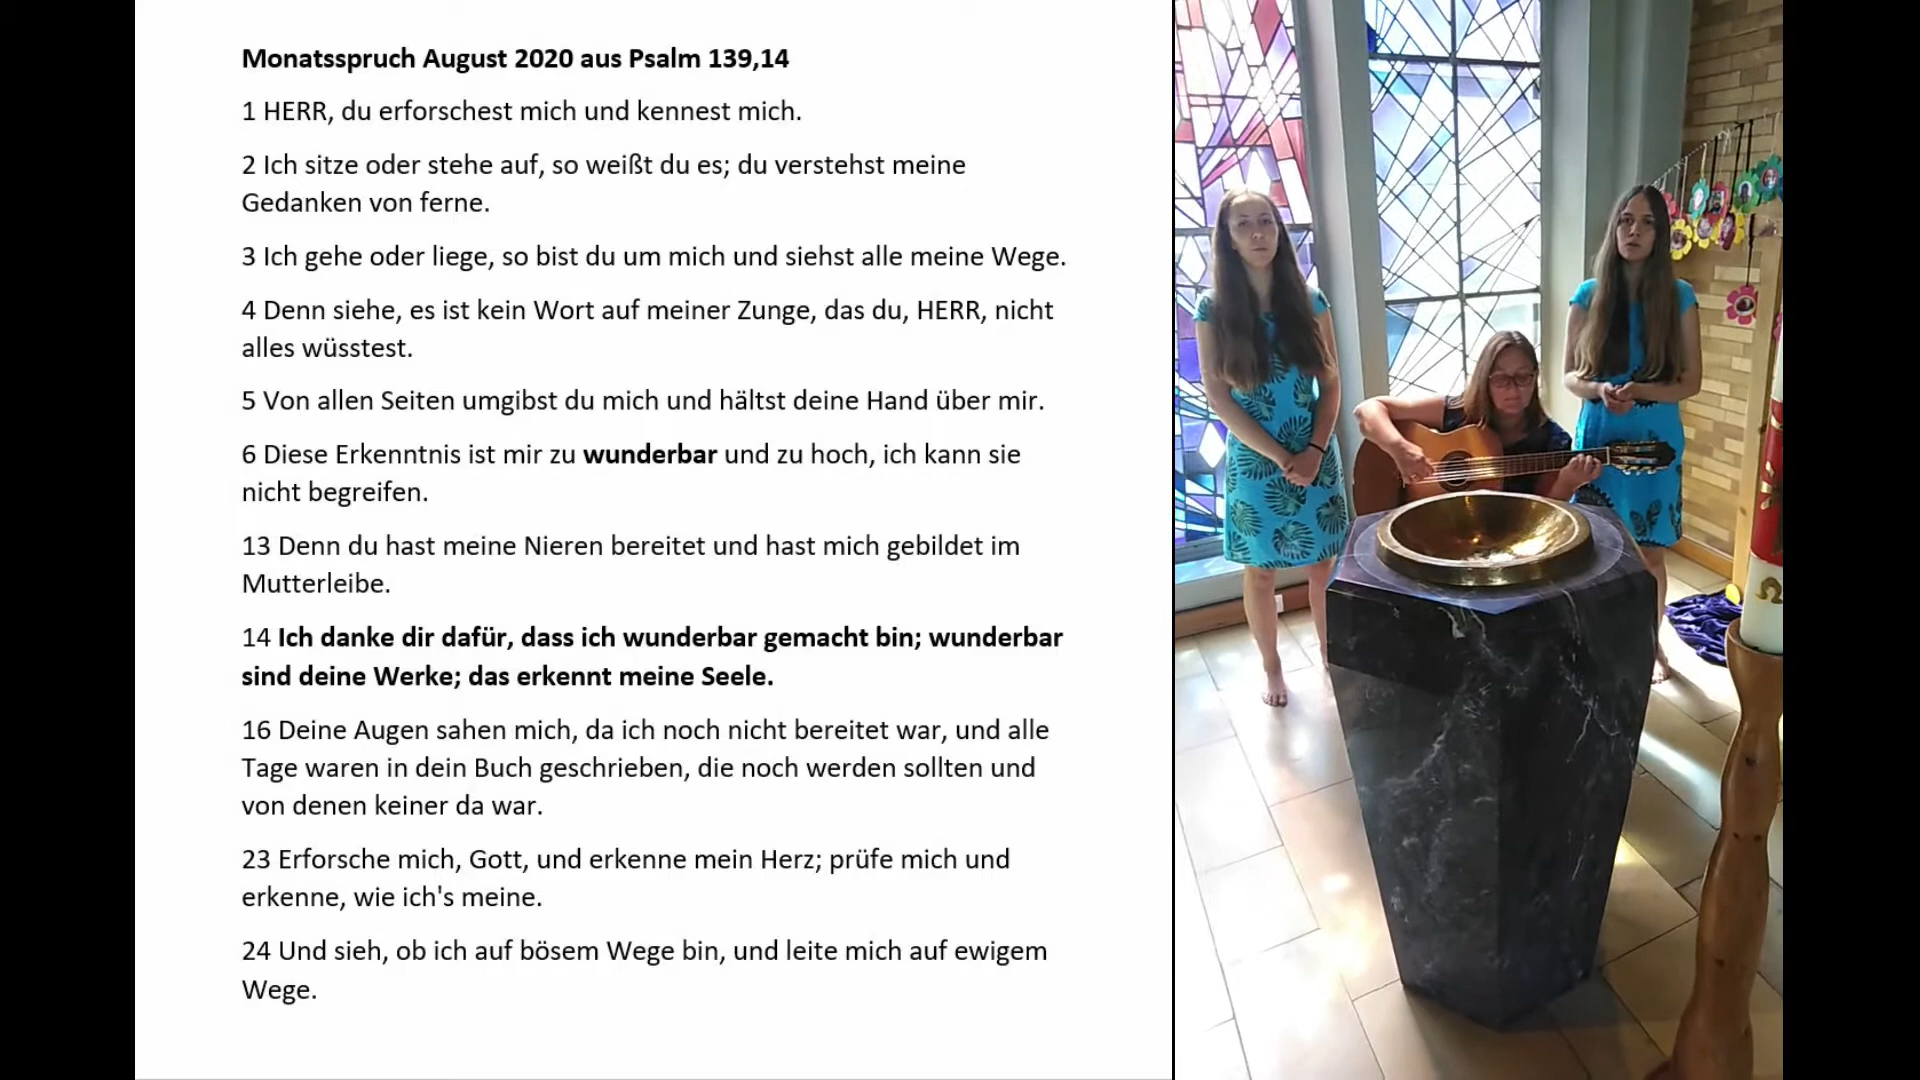 Monatsspruch August 2020 aus Psalm 139,14
1 HERR, du erforschest mich und kennest mich.
2 Ich sitze oder stehe auf, so weißt du es; du verstehst meine
Gedanken von ferne.
3 Ich gehe oder liege, so bist du um mich und siehst alle meine Wege.
4 Denn siehe, es ist kein Wort auf meiner Zunge, das du, HERR, nicht
alles wüsstest.
5 Von allen Seiten umgibst du mich und hältst deine Hand über mir.
6 Diese Erkenntnis ist mir zu wunderbar und zu hoch, ich kann sie
nicht begreifen.
13 Denn du hast meine Nieren bereitet und hast mich gebildet im
Mutterleibe.
14 Ich danke dir dafür, dass ich wunderbar gemacht bin; wunderbar
sind deine Werke; das erkennt meine Seele.
16 Deine Augen sahen mich, da ich noch nicht bereitet war, und alle
Tage waren in dein Buch geschrieben, die noch werden sollten und
von denen keiner da war.
23 Erforsche mich, Gott, und erkenne mein Herz; prüfe mich und
erkenne, wie ich's meine.
24 Und sieh, ob ich auf bösem Wege bin, und leite mich auf ewigem
Wege.
Ω